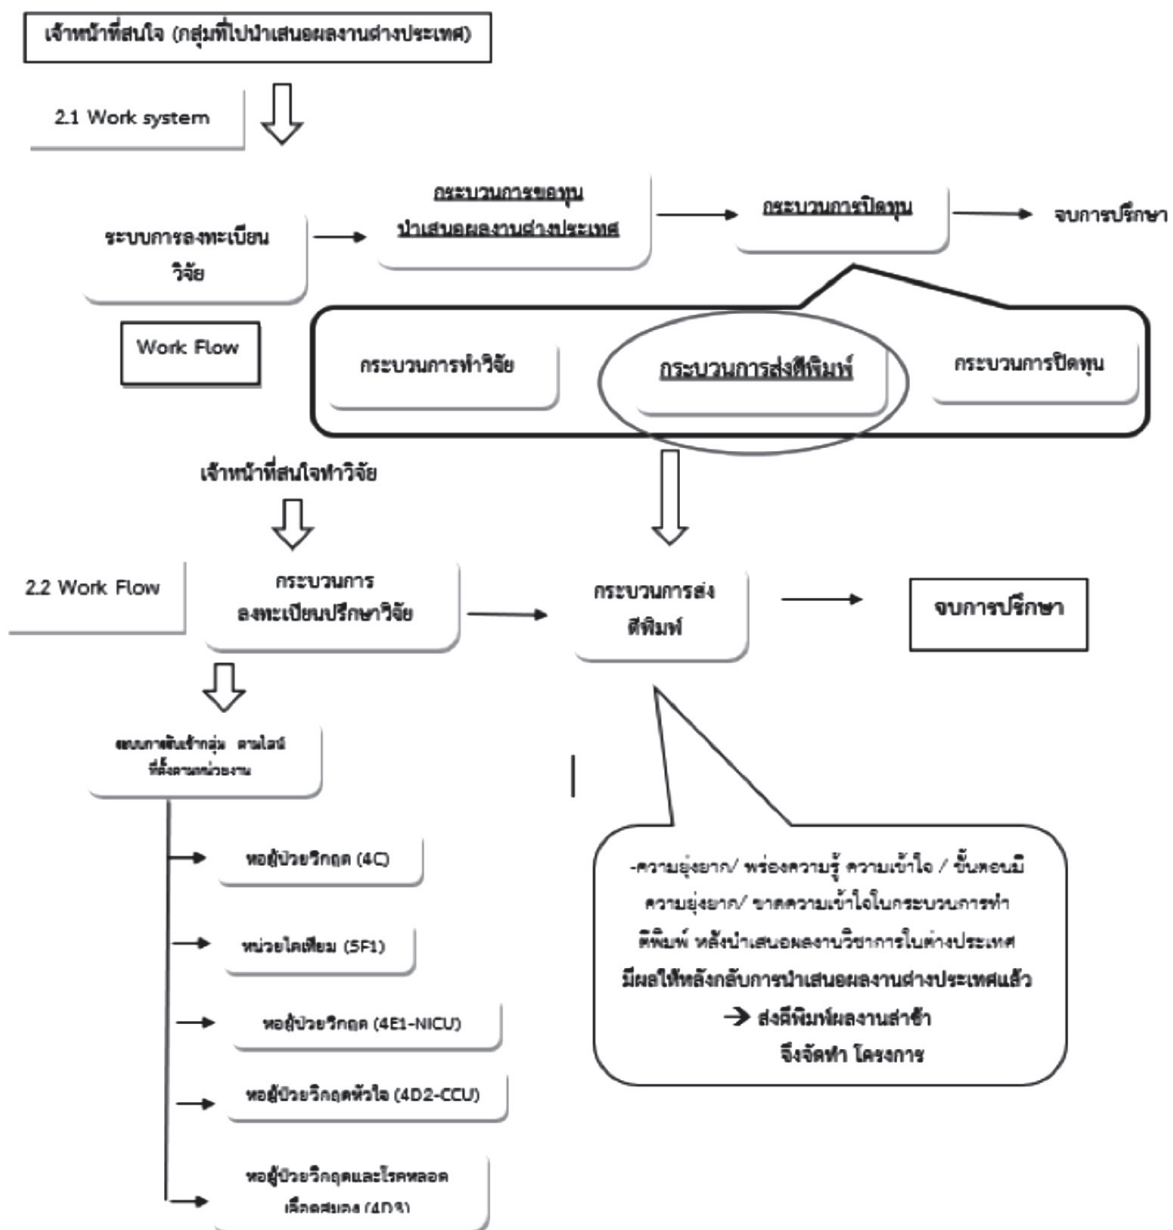 เจ้าหน้าที่สนใจ (กลุ่มที่ไปนำเสนอผลงานต่างประเทศ)
2.1 Work system
ระบบการลงทะเบียน
วิจัย
กระบวนการขอทุน
นำเสนอผลงานต่างประเทศ
กระบวนการปิดทุน
จบการปรึกษา
Work Flow
กระบวนการทำวิจัย
กระบวนการส่งตีพิมพ์
กระบวนการปิดทุน
เจ้าหน้าที่สนใจทำวิจัย
2.2 Work Flow
กระบวนการ
ลงทะเบียนปรึกษาวิจัย
กระบวนการส่ง
ตีพิมพ์
จบการปรึกษา
ตามไลน์
ที่ตั้งตามหน่วยงาน
หอผู้ป่วยวิกฤต (4C)
หน่วยไตเทียม (5F1)
หอผู้ป่วยวิกฤต (4E1-NICU)
หอผู้ป่วยวิกฤตหัวใจ (4D2-CCU)
หอผู้ป่วยวิกฤตและโรคหลอด
เลือดสมอง (4D3)
-ความยุ่งยาก/ พร่องความรู้ ความเข้าใจ / ขั้นตอนมี
ความยุ่งยาก/ ขาดความเข้าใจในกระบวนการทำ
ตีพิมพ์ หลังนำเสนอผลงานวิชาการในต่างประเทศ
มีผลให้หลังกลับการนำเสนอผลงานต่างประเทศแล้ว
→ ส่งตีพิมพ์ผลงานล่าช้า
จึงจัดทำ โครงการ